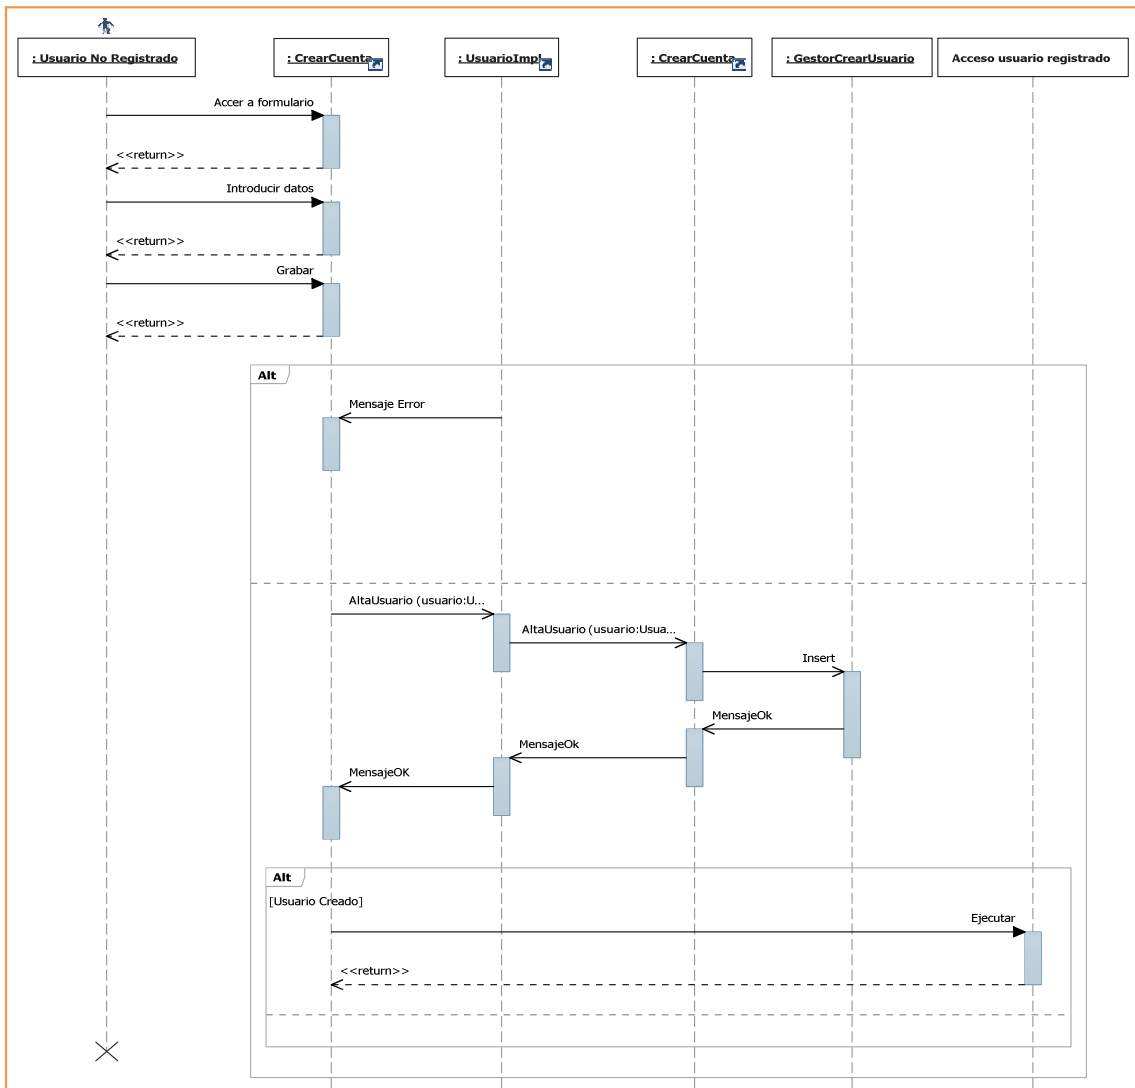 : Usuario No Registrado
: CrearCuenta
: UsuarioImpl
: CrearCuenta
: GestorCrearUsuario
Acceso usuario registrado
Accer a formulario
<<return>>
Introducir datos
<<return>>
Grabar
<<return>>
Alt
Mensaje Error
AltaUsuario (usuario:U...
AltaUsuario (usuario:Usua...
Insert
MensajeOk
MensajeOk
MensajeOK
Alt
[Usuario Creado]
Ejecutar
<<return>>